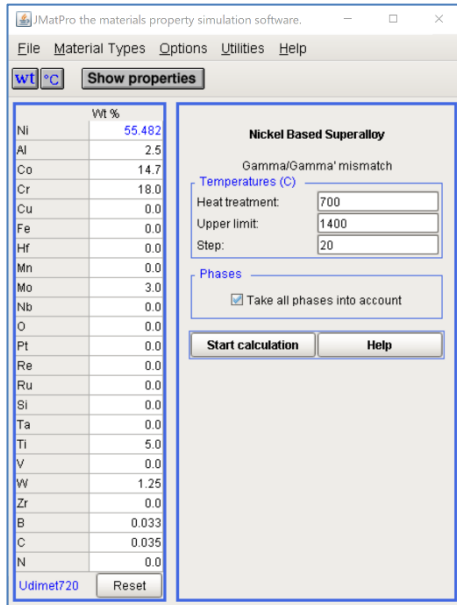 JMatPro the materials property simulation software.
File Material Types Options Utilities Help
wt °C Show properties
Wt %
Ni 55.482
Al 2.5
Co 14.7
Cr 18.0
Cu 0.0
Fe 0.0
Hf 0.0
Mn 0.0
Mo 3.0
Nb 0.0
O 0.0
Pt 0.0
Re 0.0
Ru 0.0
Si 0.0
Ta 0.0
Ti 5.0
V 0.0
W 1.25
Zr 0.0
B 0.033
C 0.035
N 0.0
Udimet720 Reset
Nickel Based Superalloy
Gamma/Gamma' mismatch
Temperatures (C)
Heat treatment: 700
Upper limit: 1400
Step: 20
Phases
Take all phases into account
Start calculation Help